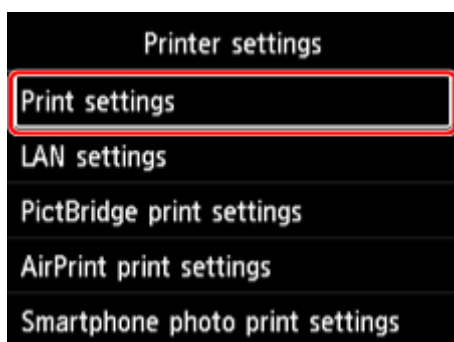 Printer settings
Print settings
LAN settings
PictBridge print settings
AirPrint print settings
Smartphone photo print settings